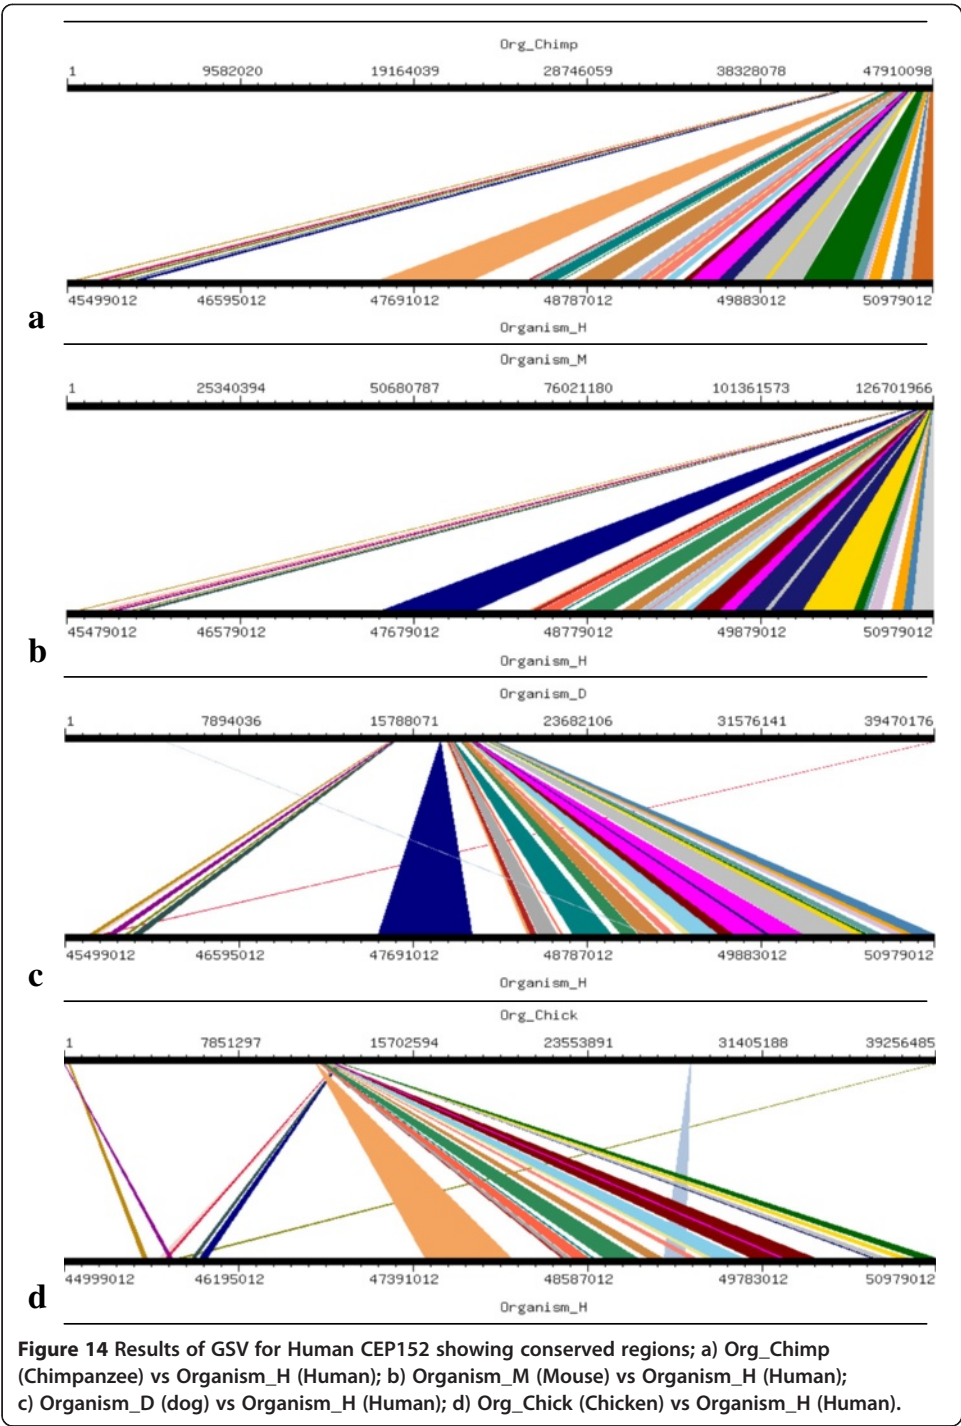 Org_Chimp
1 9582020 19164039 28746059 38328078 47910098
45499012 46595012 47691012 48787012 49883012 50979012
a
Organism_H
Organism_M
1 25340394 50680787 76021180 101361573 126701966
45479012 46579012 47679012 48779012 49879012 50979012
b
Organism_H
Organism_D
1 7894036 15788071 23682106 31576141 39470176
45499012 46595012 47691012 48787012 49883012 50979012
c
Organism_H
Org_Chick
1 7851297 15702594 23553891 31405188 39256485
44999012 46195012 47391012 48587012 49783012 50979012
d
Organism_H
Figure 14 Results of GSV for Human CEP152 showing conserved regions; a) Org_Chimp
(Chimpanzee) vs Organism_H (Human); b) Organism_M (Mouse) vs Organism_H (Human);
c) Organism_D (dog) vs Organism_H (Human); d) Org_Chick (Chicken) vs Organism_H (Human).